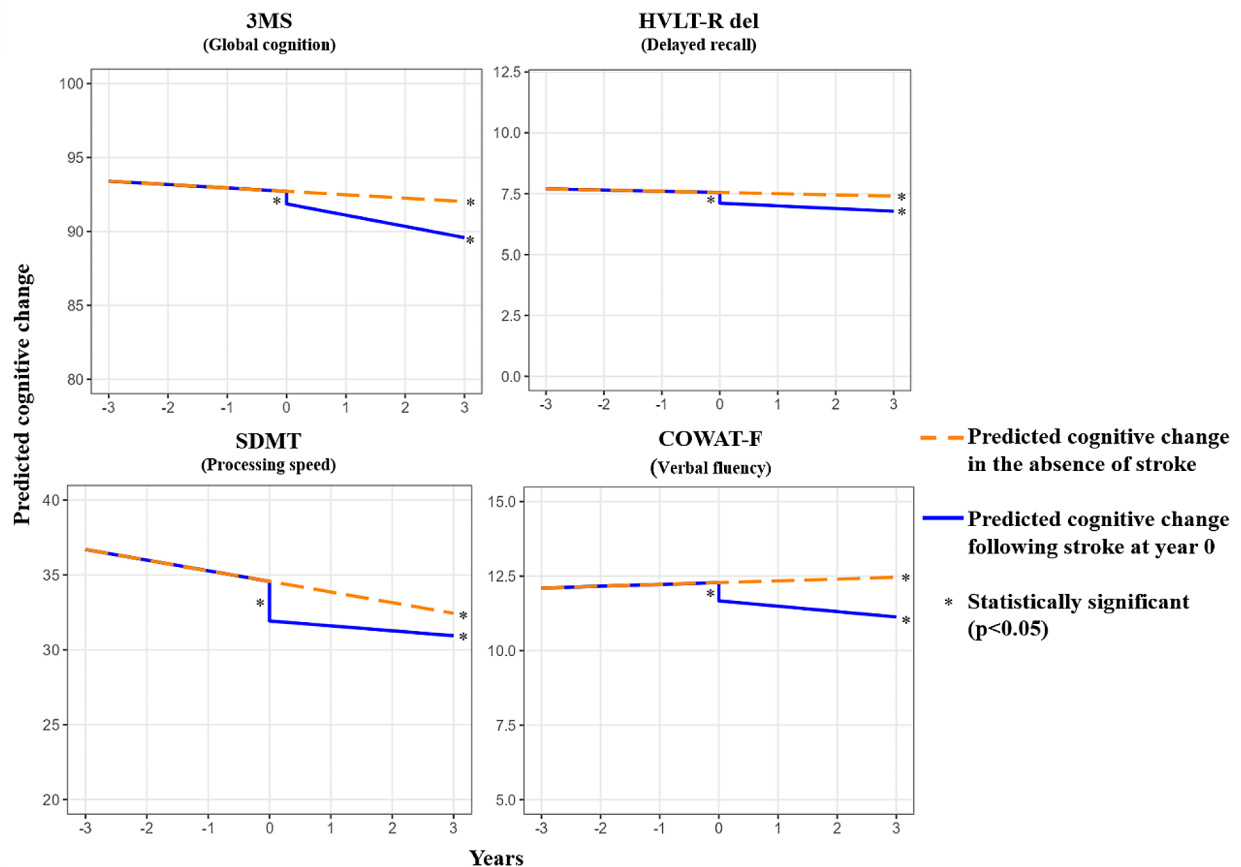 3MS
(Global cognition)
100
95
90
85
80
-3 -2 -1 0 1 2 3
* * *
HVLT-R del
(Delayed recall)
12.5
10.0
7.5
5.0
2.5
0.0
-3 -2 -1 0 1 2 3
* * *
Predicted cognitive change
SDMT
(Processing speed)
40
35
30
25
20
-3 -2 -1 0 1 2 3
* * *
COWAT-F
(Verbal fluency)
15.0
12.5
10.0
7.5
5.0
-3 -2 -1 0 1 2 3
* * *
Years
Predicted cognitive change
in the absence of stroke
Predicted cognitive change
following stroke at year 0
* Statistically significant
(p<0.05)